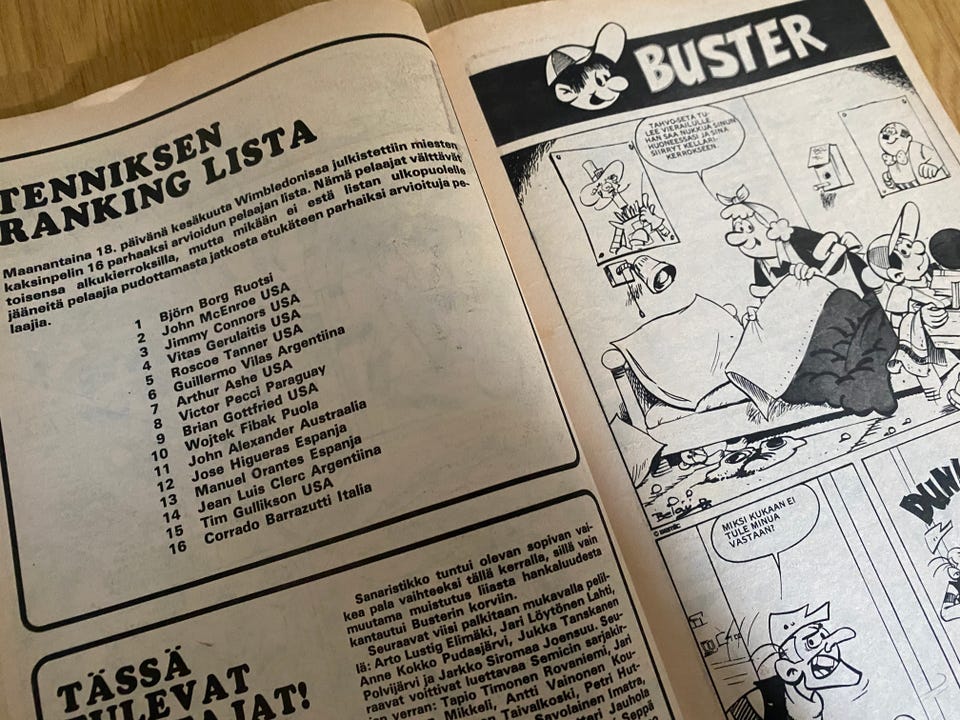 TENNIKSEN
RANKING LISTA
Maanantaina 18. päivänä kesäkuuta Wimbledonissa julkistettiin miesten
kaksinpelin 16 parhaaksi arvioidun pelaajan lista. Nämä pelaajat välttävät
toisensa alkukierroksilla, mutta mikään ei estä listan ulkopuolelle
jääneitä pelaajia pudottamasta jatkosta etukäteen parhaiksi arvioituja pe-
laajia.
1 Björn Borg Ruotsi
2 John McEnroe USA
3 Jimmy Connors USA
4 Vitas Gerulaitis USA
5 Roscoe Tanner USA
6 Guillermo Vilas Argentiina
7 Arthur Ashe USA
8 Victor Pecci Paraguay
9 Brian Gottfried USA
10 Wojtek Fibak Puola
11 John Alexander Austraalia
12 Jose Higueras Espanja
13 Manuel Orantes Espanja
14 Jean Luis Clerc Argentiina
15 Tim Gullikson USA
16 Corrado Barazzutti Italia
TÄSSÄ
TULEVAT
Sanaristikko tuntui olevan sopivan vai-
kea pala vaihteeksi tällä kerralla, sillä vain
muutama muistutus liiasta hankaluudesta
kantautui Busterin korviin.
Seuraavat viisi palkitaan mukavalla pelil-
lä: Arto Lustig Elimäki, Jari Löytönen Lahti,
Anne Kokko Pudasjärvi, Jukka Tanskanen
Polvijärvi ja Jarkko Siromaa Joensuu. Seu-
raavat voittivat luettavaa Semicin sarjakir-
jan verran: Tapio Timonen Rovaniemi, Jari
Mikkeli, Antti Vainonen Kou-
Taivalkoski, Petri Hut-
Savolainen Imatra,
Jauhola
Seppä
BUSTER
TAHVO-SETÄ TU-
LEE VIERAILULLE
HÄN SAA NUKKUA SINUN
HUONEESSASI JA SINÄ
SIIRRYT KELLARI-
KERROKSEEN.
MIKSI KUKAAN EI
TULE MINUA
VASTAAN?